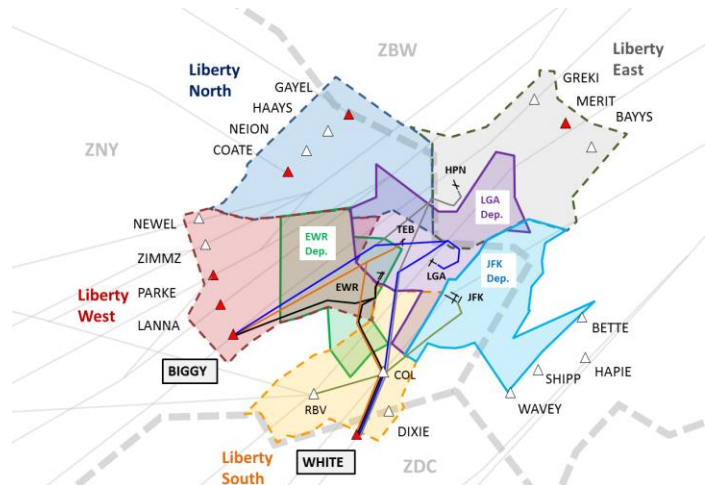 ZBW
Liberty
North
Liberty
East
GAYEL
GREKI
HAAYS
MERIT
NEION
BAYYS
COATE
ZNY
HPN
LGA
Dep.
NEWEL
EWR
Dep.
TEB
ZIMMZ
JFK
Dep.
EWR
LGA
PARKE
Liberty
West
JFK
LANNA
BETTE
BIGGY
HAPIE
COL
SHIPP
RBV
WAVEY
DIXIE
Liberty
South
WHITE
ZDC